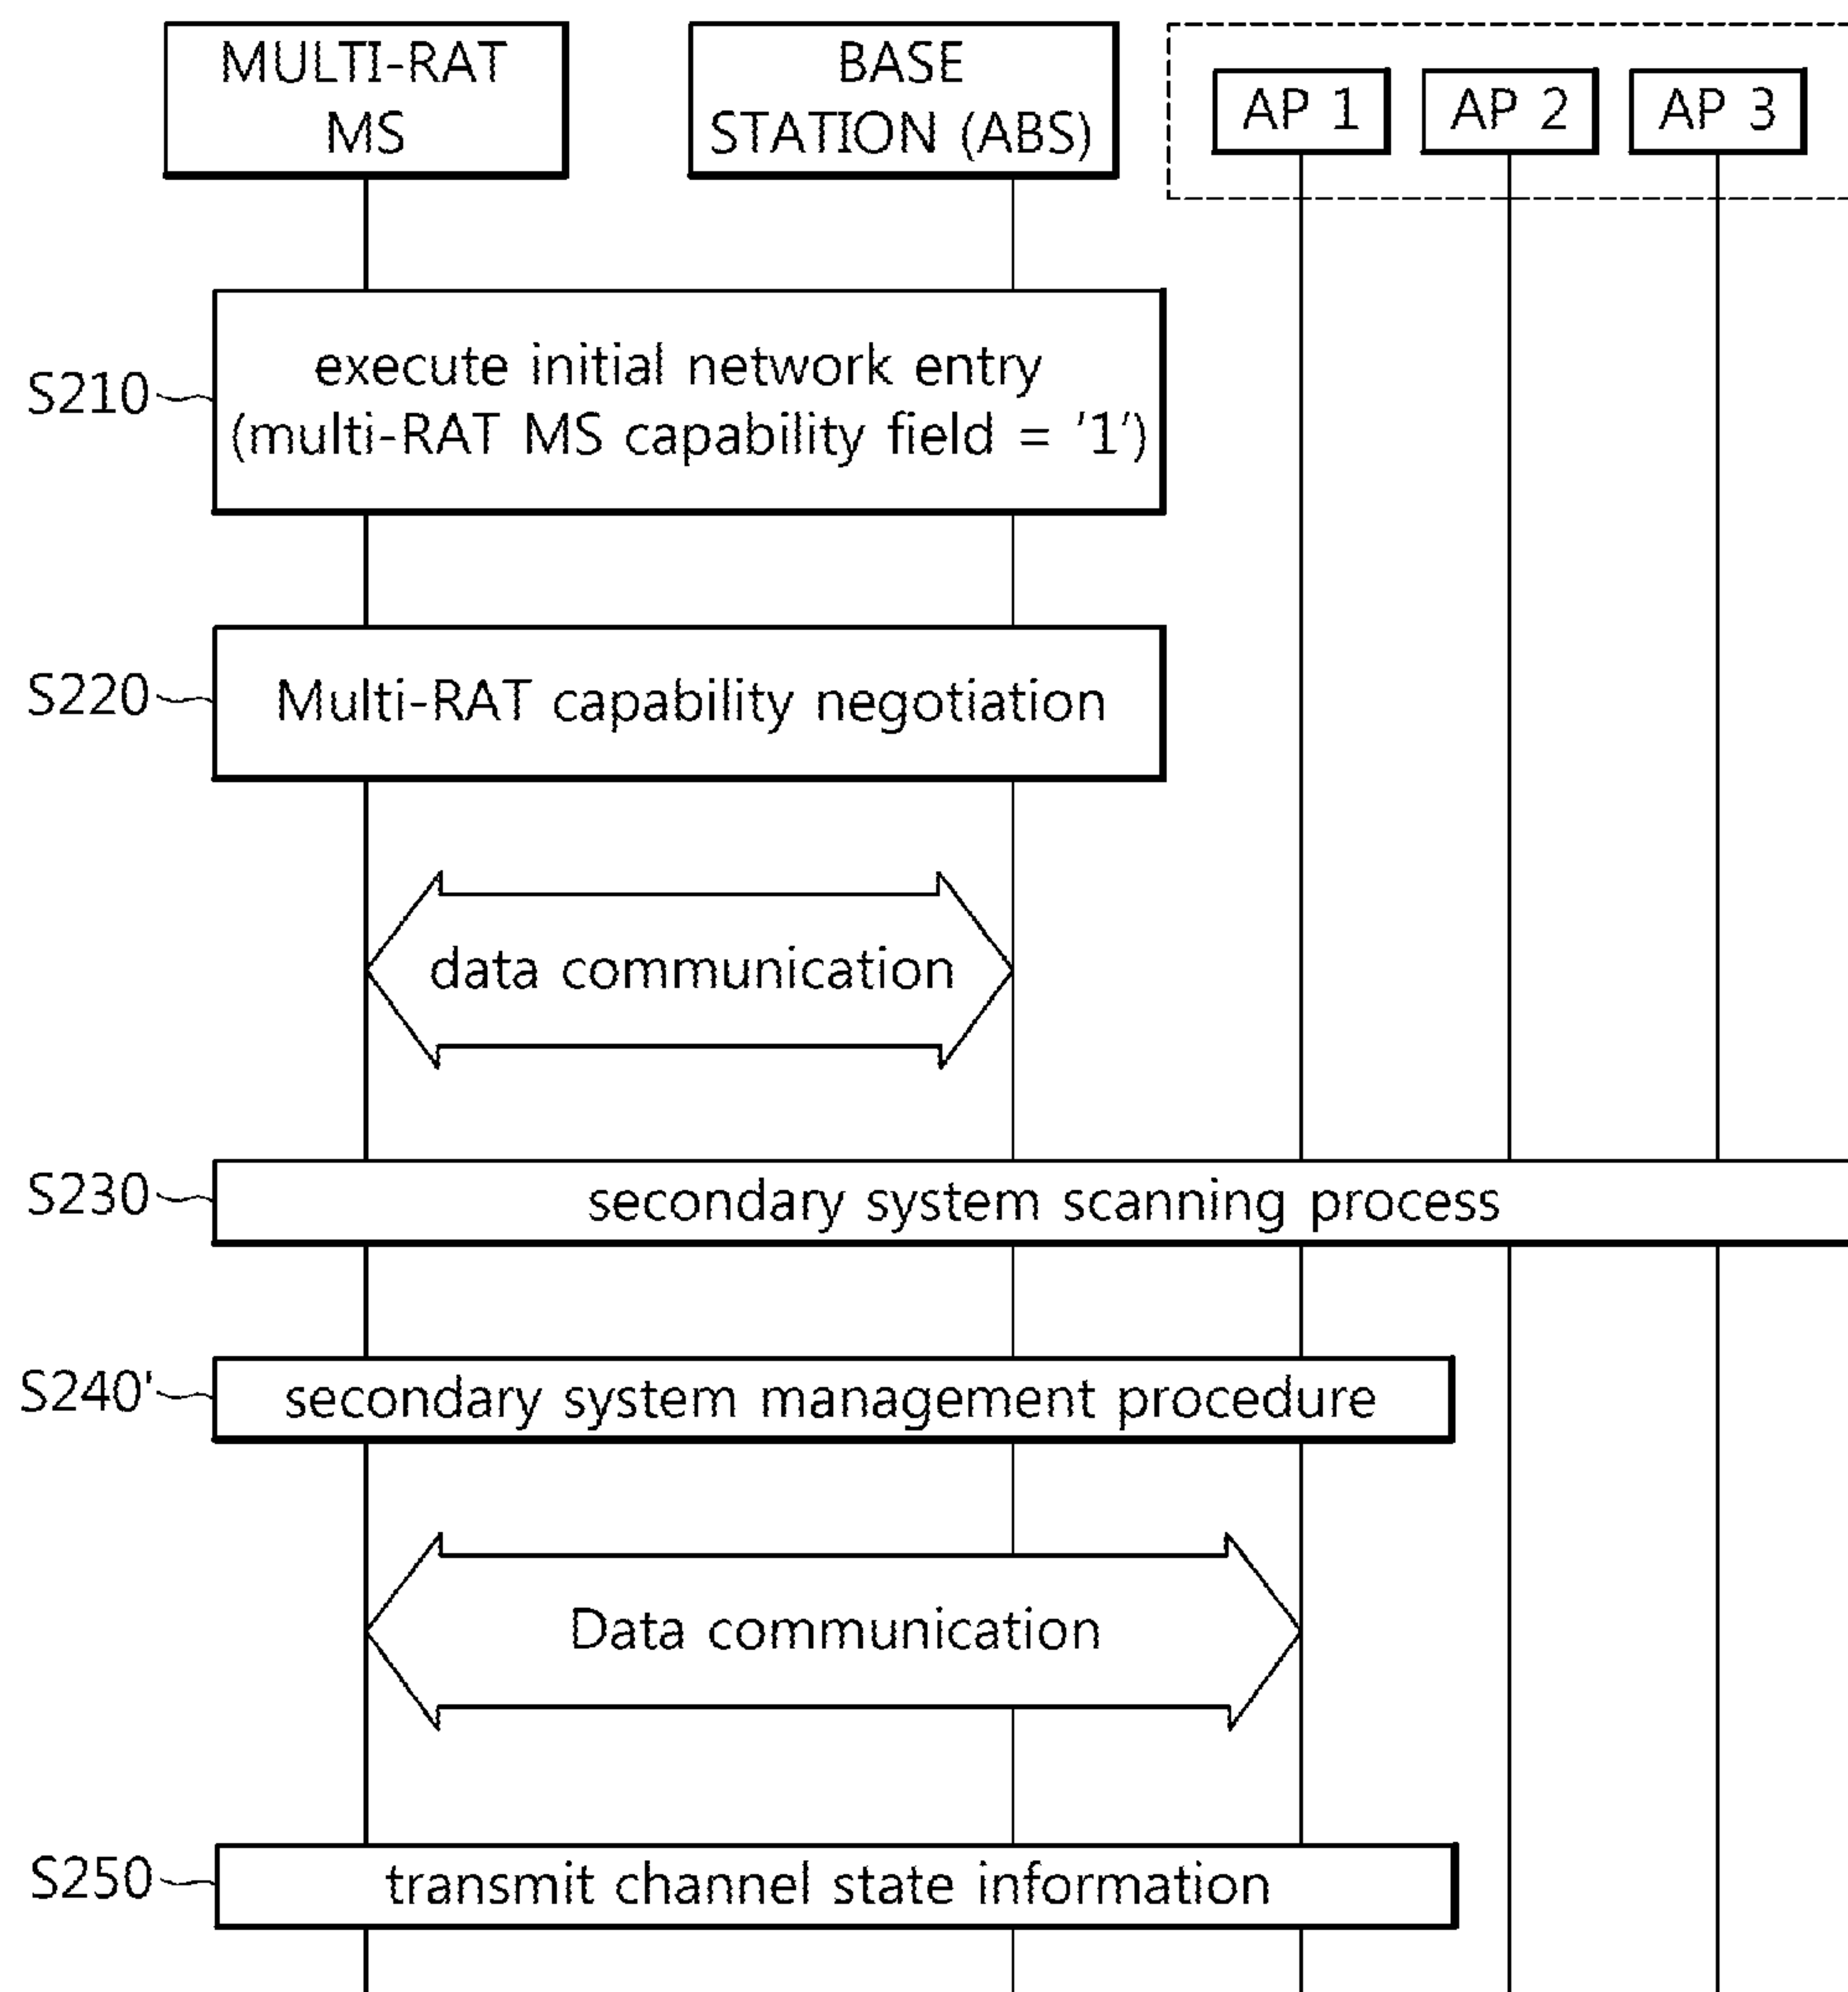 MULTI-RAT
MS
BASE
STATION (ABS)
AP 1
AP 2
AP 3
S210
execute initial network entry
(multi-RAT MS capability field = '1')
S220
Multi-RAT capability negotiation
data communication
S230
secondary system scanning process
S240'
secondary system management procedure
Data communication
S250
transmit channel state information